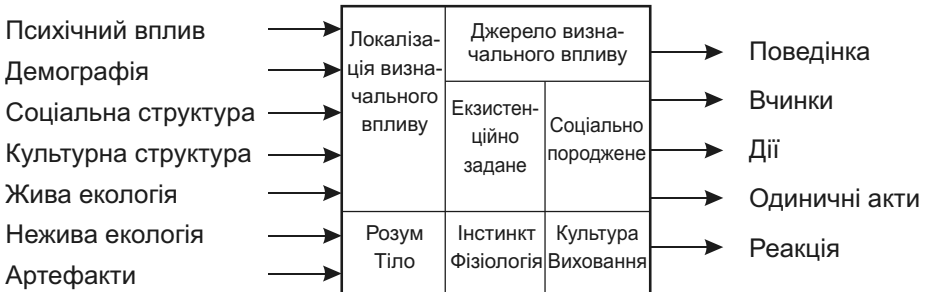 Психічний вплив
Демографія
Соціальна структура
Культурна структура
Жива екологія
Нежива екологія
Артефакти
Локаліза-
ція визна-
чального
впливу
Джерело визна-
чального впливу
Екзистен-
ційно
задане
Соціально
породжене
Розум
Тіло
Інстинкт
Фізіологія
Культура
Виховання
Поведінка
Вчинки
Дії
Одиничні акти
Реакція